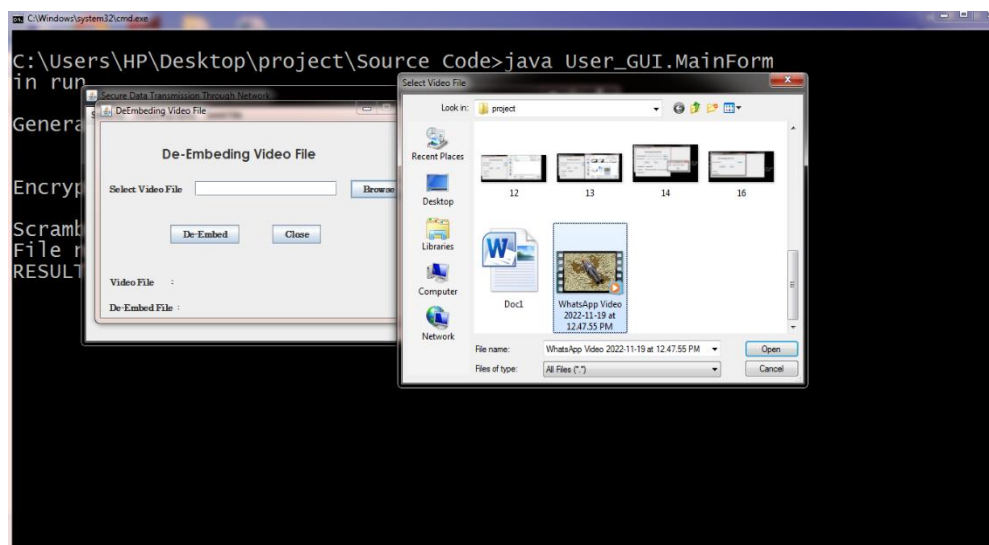 C:\Windows\system32\cmd.exe
C:\Users\HP\Desktop\project\Source Code>java User_GUI.MainForm
in run
Genera
Encryp
Scramb
File n
RESULT
Secure Data Transmission Through Network
DeEmbeding Video File
De-Embeding Video File
Select Video File
Browse
De-Embed
Close
Video File :
De-Embed File :
Select Video File
Look in:
project
Recent Places
Desktop
Libraries
Computer
Network
12
13
14
16
Doc1
WhatsApp Video
2022-11-19 at
12.47.55 PM
File name:
WhatsApp Video 2022-11-19 at 12.47.55 PM
Open
Files of type:
All Files (*.*)
Cancel